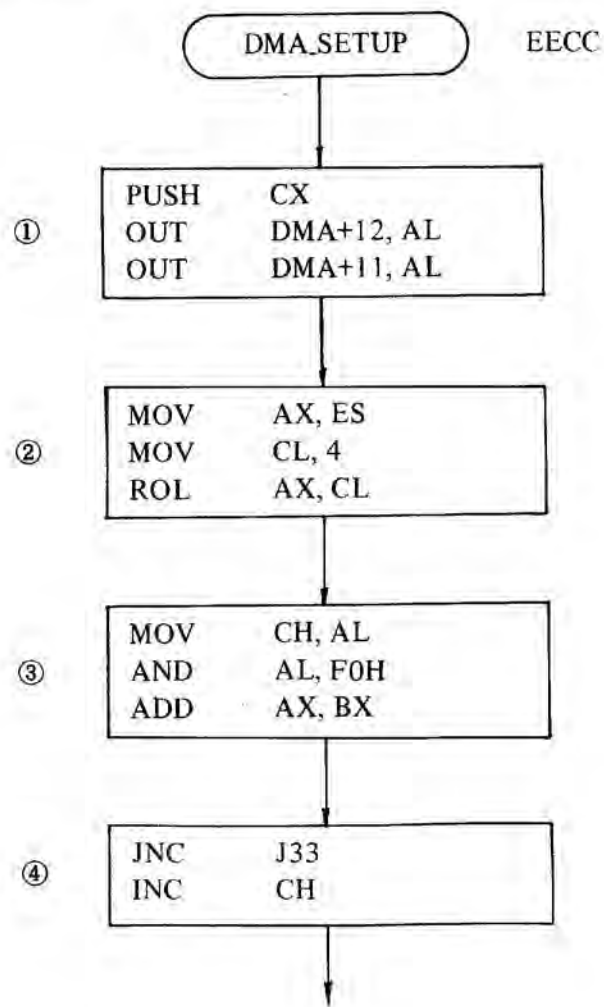 DMA_SETUP EECC
① PUSH CX
OUT DMA+12, AL
OUT DMA+11, AL
② MOV AX, ES
MOV CL, 4
ROL AX, CL
③ MOV CH, AL
AND AL, F0H
ADD AX, BX
④ JNC J33
INC CH